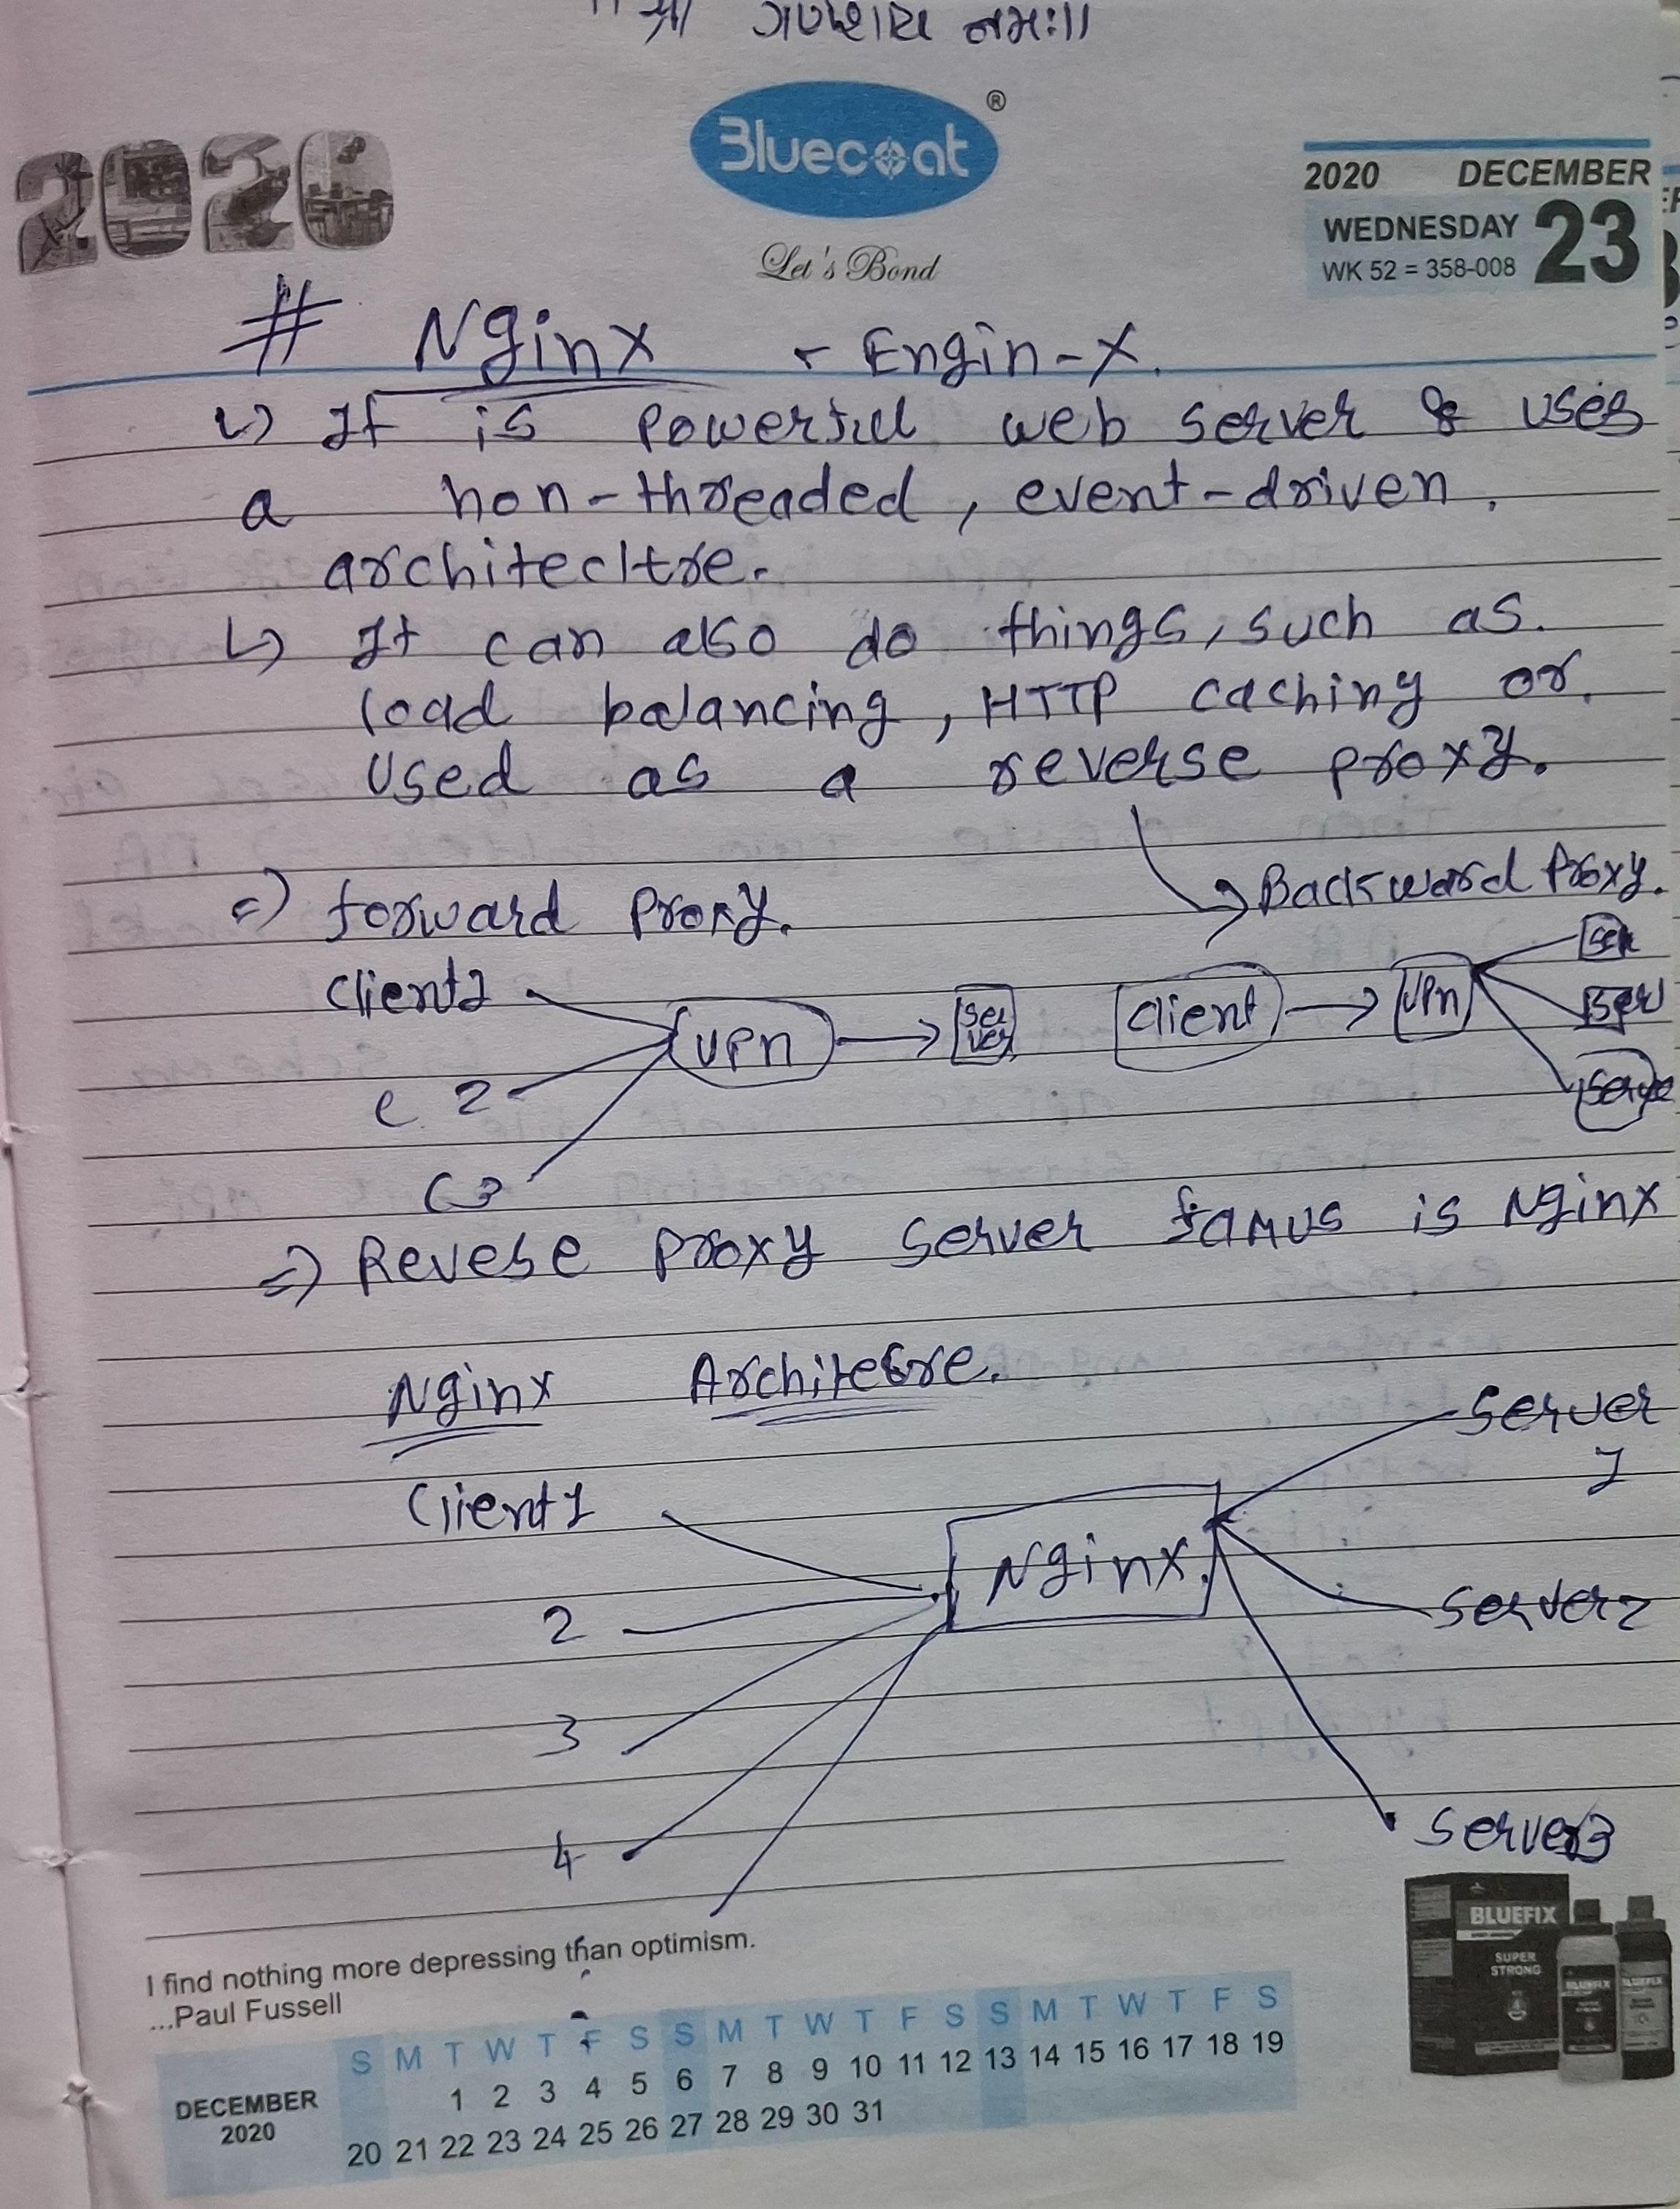 શ્રી ગણેશાય નમઃ॥
2020
Bluecoat ®
Let's Bond
2020 DECEMBER
WEDNESDAY 23
WK 52 = 358-008
# Nginx - Engin-X.
↳ It is powerful web server & uses
a non-threaded, event-driven.
architecltre.
↳ It can also do things, such as.
load balancing, HTTP caching or.
Used as a reverse proxy.
=> forward Proxy.
Backward Proxy.
Client1
VPn
Server
Client
VPn
Ser
Ser
Serve
C 2
C3
=> Revese Proxy Server famus is Nginx
Nginx Architecre.
Client1
Nginx.
Server 1
2
Server2
3
4
Server3
I find nothing more depressing than optimism.
...Paul Fussell
BLUEFIX
SUPER STRONG
BLUEFIX BLUEFIX
DECEMBER 2020
S M T W T F S S M T W T F S S M T W T F S
1 2 3 4 5 6 7 8 9 10 11 12 13 14 15 16 17 18 19
20 21 22 23 24 25 26 27 28 29 30 31